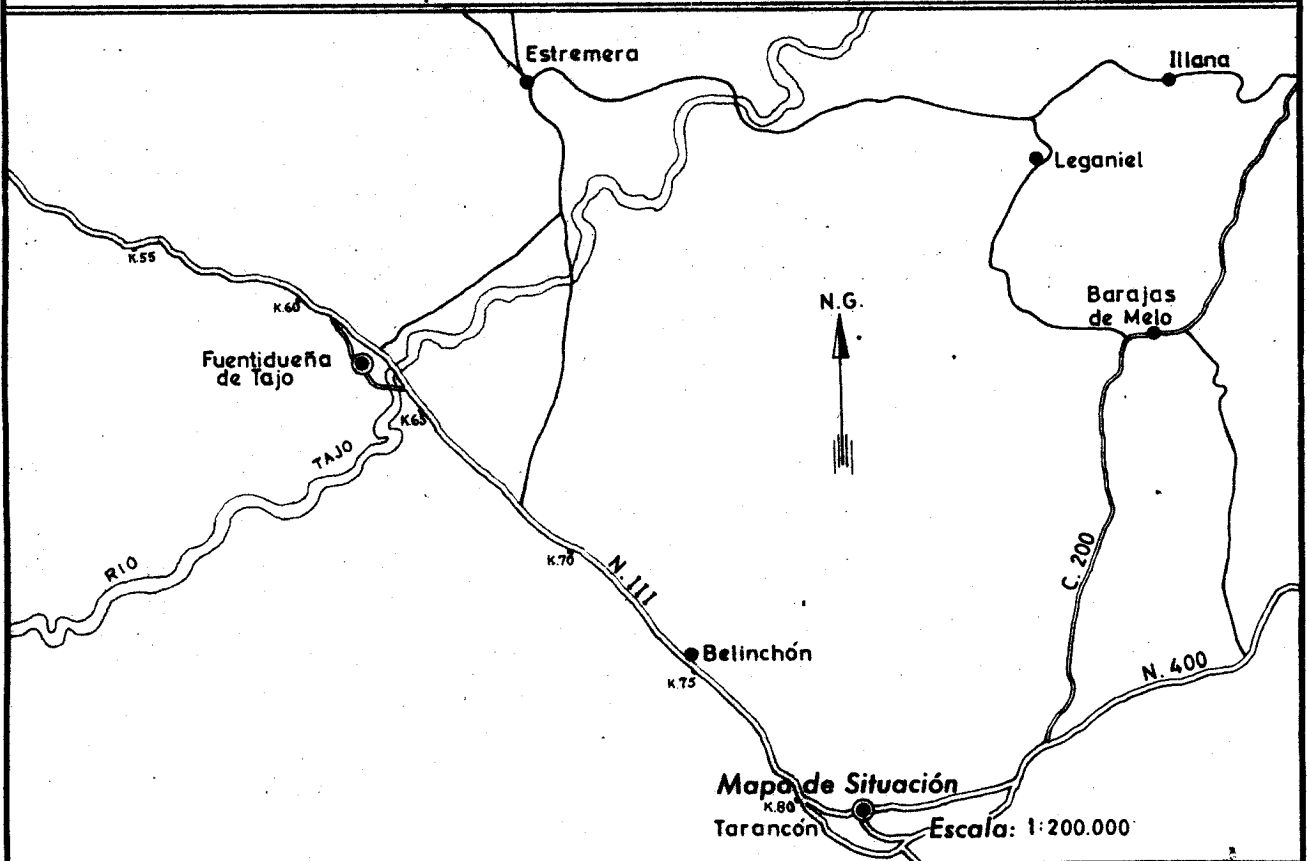 Estremera
Illana
Leganiel
K.55
Barajas
de Melo
N.G.
K.60
Fuentidueña
de Tajo
K.65
TAJO
RIO
K.70
N. III
C. 200
Belinchón
K.75
N. 400
Mapa de Situación
K.80
Tarancón
Escala: 1:200.000